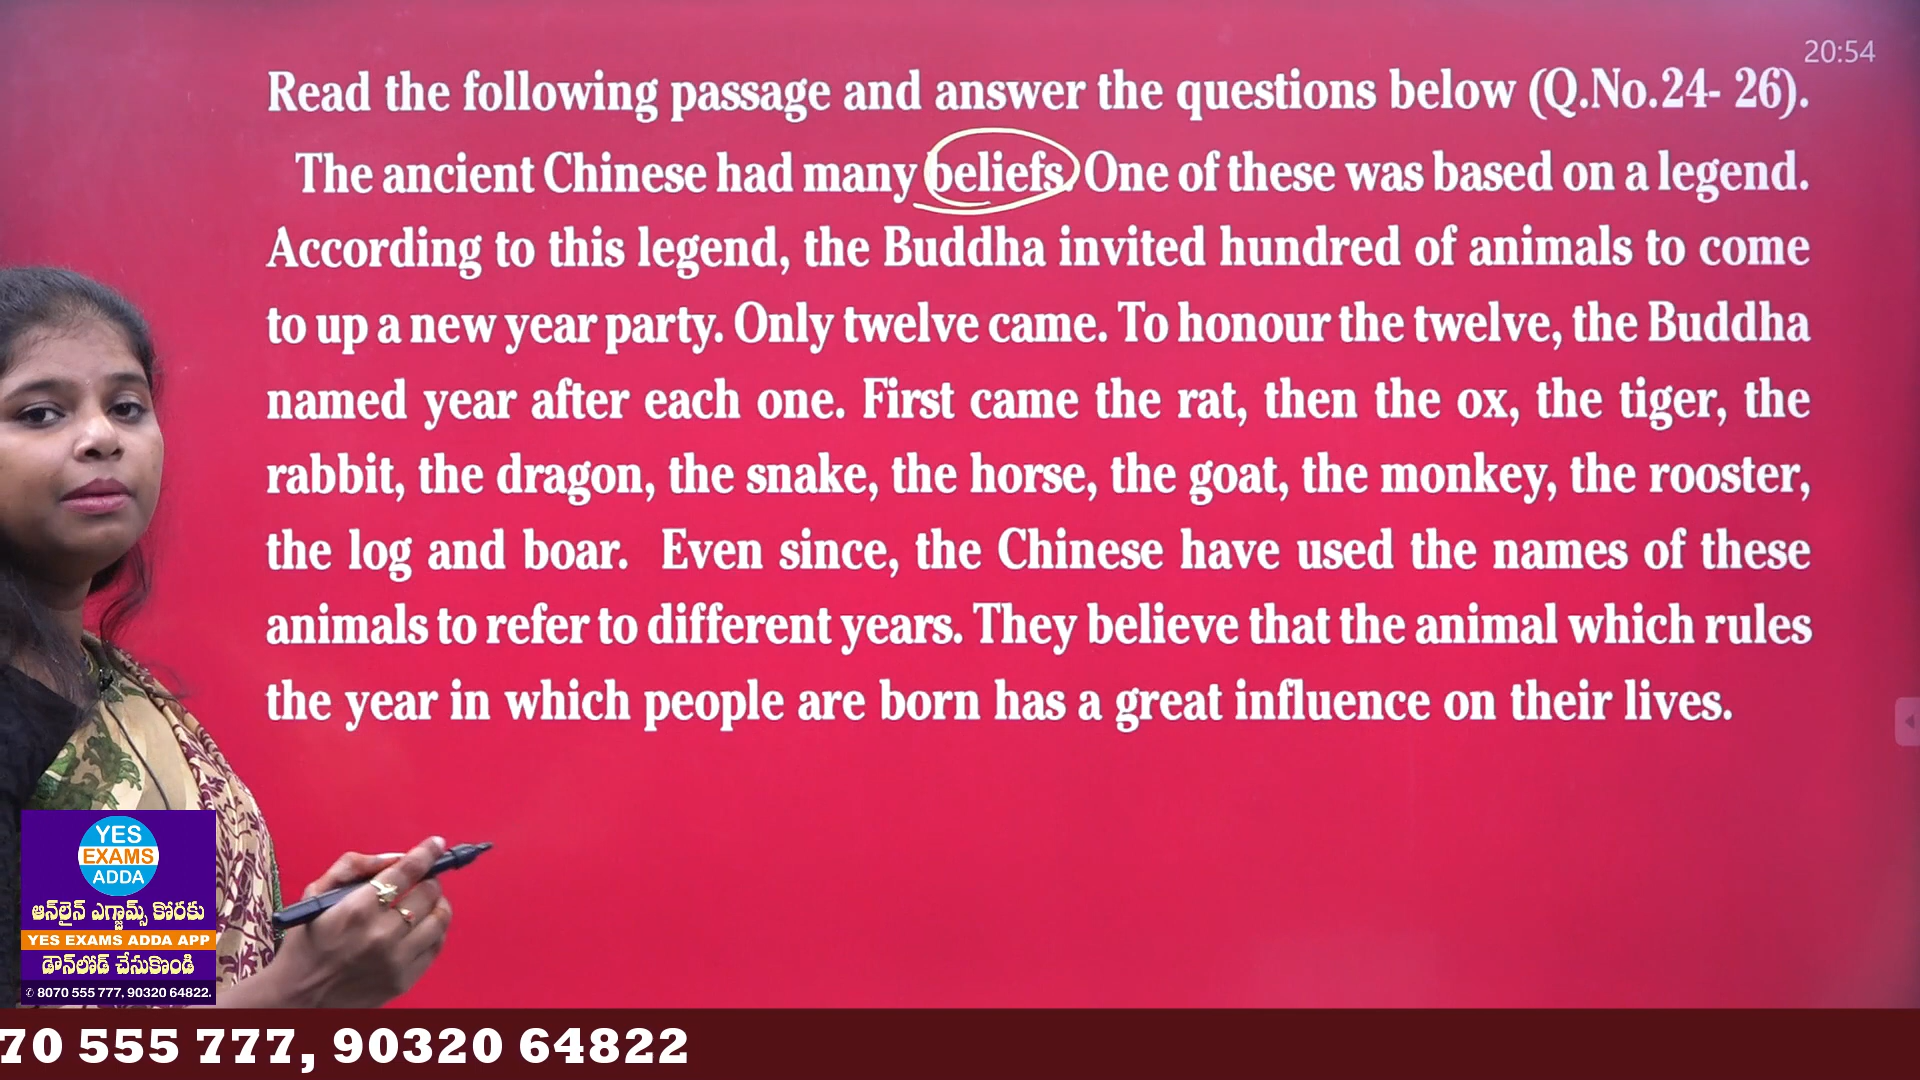 20:54
Read the following passage and answer the questions below (Q.No.24- 26).
The ancient Chinese had many beliefs. One of these was based on a legend.
According to this legend, the Buddha invited hundred of animals to come
to up a new year party. Only twelve came. To honour the twelve, the Buddha
named year after each one. First came the rat, then the ox, the tiger, the
rabbit, the dragon, the snake, the horse, the goat, the monkey, the rooster,
the log and boar. Even since, the Chinese have used the names of these
animals to refer to different years. They believe that the animal which rules
the year in which people are born has a great influence on their lives.
YES
EXAMS
ADDA
ఆన్‌లైన్ ఎగ్జామ్స్ కోరకు
YES EXAMS ADDA APP
డౌన్‌లోడ్ చేసుకొండి
✆ 8070 555 777, 90320 64822.
70 555 777, 90320 64822